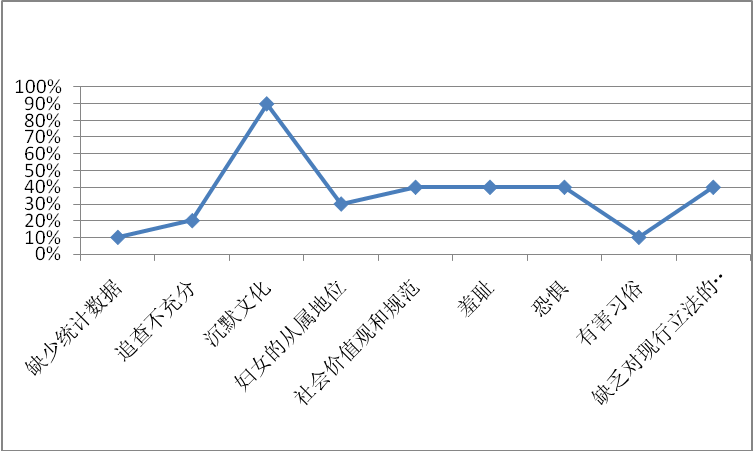 100%
90%
80%
70%
60%
50%
40%
30%
20%
10%
0%
缺少统计数据
追查不充分
沉默文化
妇女的从属地位
社会价值观和规范
羞耻
恐惧
有害习俗
缺乏对现行立法的..